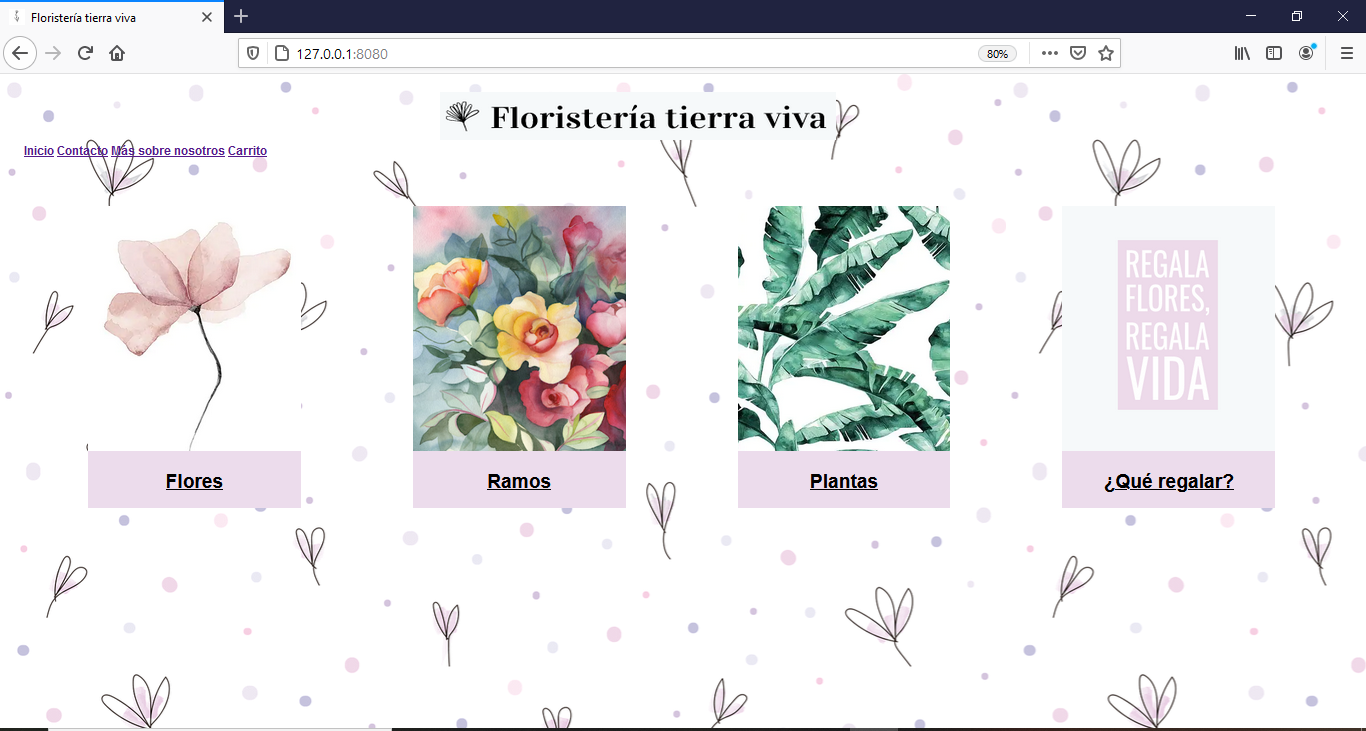 Floristería tierra viva
127.0.0.1:8080
80%
Floristería tierra viva
Inicio Contacto Más sobre nosotros Carrito
REGALA
FLORES,
REGALA
VIDA
Flores
Ramos
Plantas
¿Qué regalar?